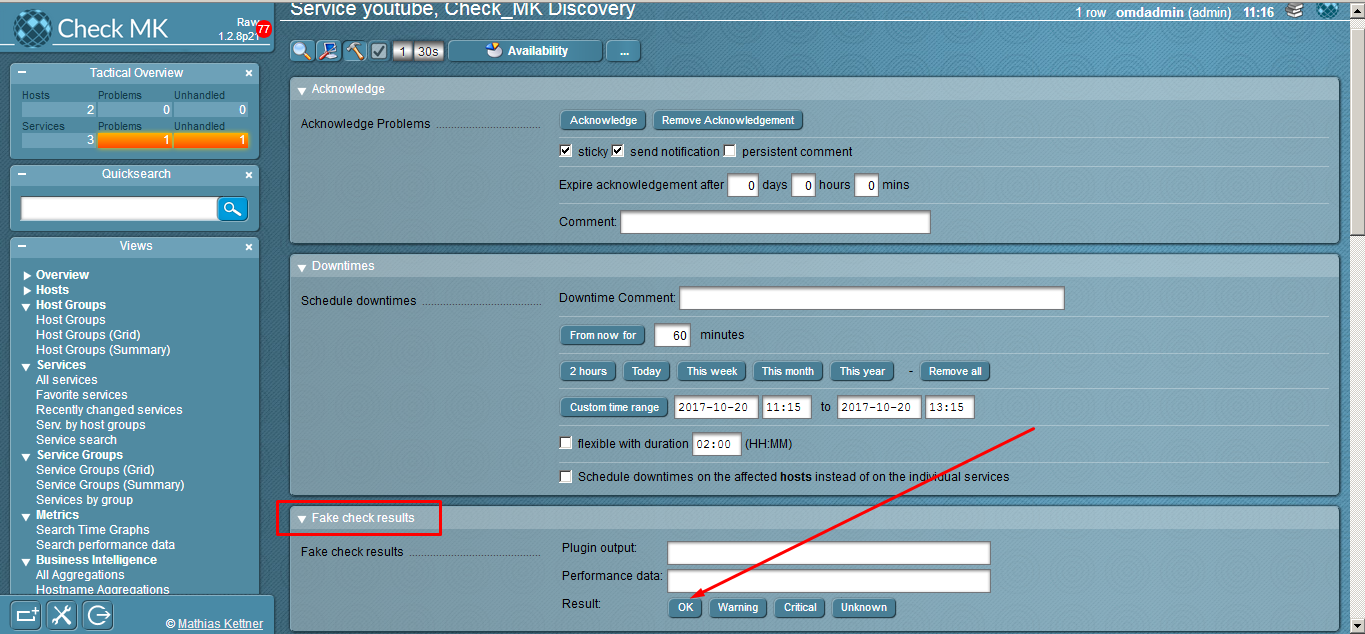 Check MK
Raw
1.2.8p21
77
Tactical Overview
Hosts Problems Unhandled
2 0 0
Services Problems Unhandled
3 1 1
Quicksearch
Views
Overview
Hosts
Host Groups
Host Groups
Host Groups (Grid)
Host Groups (Summary)
Services
All services
Favorite services
Recently changed services
Serv. by host groups
Service search
Service Groups
Service Groups (Grid)
Service Groups (Summary)
Services by group
Metrics
Search Time Graphs
Search performance data
Business Intelligence
All Aggregations
Hostname Aggregations
© Mathias Kettner
Service youtube, Check_MK Discovery
1 row omdadmin (admin) 11:16
1 30s Availability ...
Acknowledge
Acknowledge Problems
Acknowledge Remove Acknowledgement
sticky send notification persistent comment
Expire acknowledgement after 0 days 0 hours 0 mins
Comment:
Downtimes
Schedule downtimes
Downtime Comment:
From now for 60 minutes
2 hours Today This week This month This year - Remove all
Custom time range 2017-10-20 11:15 to 2017-10-20 13:15
flexible with duration 02:00 (HH:MM)
Schedule downtimes on the affected hosts instead of on the individual services
Fake check results
Fake check results
Plugin output:
Performance data:
Result: OK Warning Critical Unknown